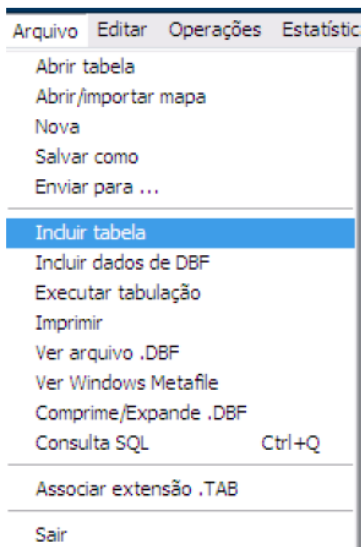 Arquivo Editar Operações Estatístic
Abrir tabela
Abrir/importar mapa
Nova
Salvar como
Enviar para ...
Incluir tabela
Incluir dados de DBF
Executar tabulação
Imprimir
Ver arquivo .DBF
Ver Windows Metafile
Comprime/Expande .DBF
Consulta SQL Ctrl+Q
Associar extensão .TAB
Sair